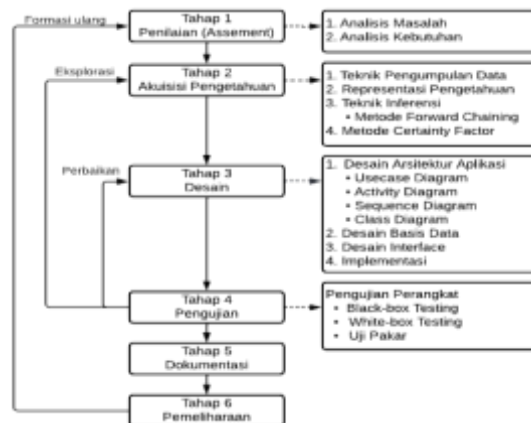 Formasi ulang
Tahap 1
Penilaian (Assement)
1. Analisis Masalah
2. Analisis Kebutuhan
Eksplorasi
Tahap 2
Akuisisi Pengetahuan
1. Teknik Pengumpulan Data
2. Representasi Pengetahuan
3. Teknik Inferensi
• Metode Forward Chaining
4. Metode Certainty Factor
Perbaikan
Tahap 3
Desain
1. Desain Arsitektur Aplikasi
• Usecase Diagram
• Activity Diagram
• Sequence Diagram
• Class Diagram
2. Desain Basis Data
3. Desain Interface
4. Implementasi
Tahap 4
Pengujian
Pengujian Perangkat
• Black-box Testing
• White-box Testing
• Uji Pakar
Tahap 5
Dokumentasi
Tahap 6
Pemeliharaan